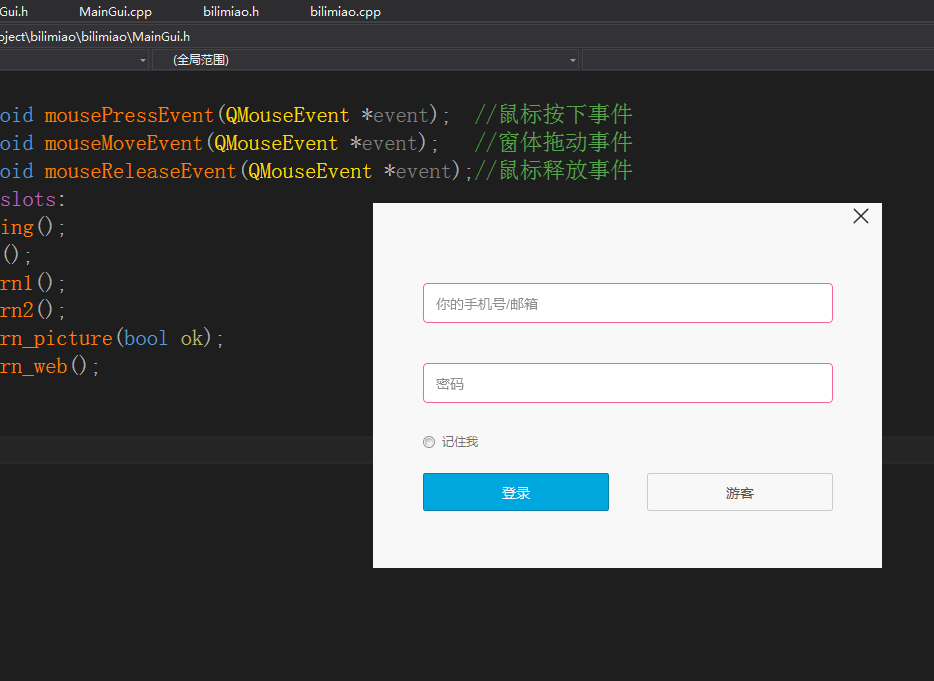 Gui.h MainGui.cpp bilimiao.h bilimiao.cpp
oject\bilimiao\bilimiao\MainGui.h
(全局范围)
oid mousePressEvent(QMouseEvent *event); //鼠标按下事件
oid mouseMoveEvent(QMouseEvent *event); //窗体拖动事件
oid mouseReleaseEvent(QMouseEvent *event);//鼠标释放事件
slots:
ing();
();
rn1();
rn2();
rn_picture(bool ok);
rn_web();
你的手机号/邮箱
密码
记住我
登录 游客